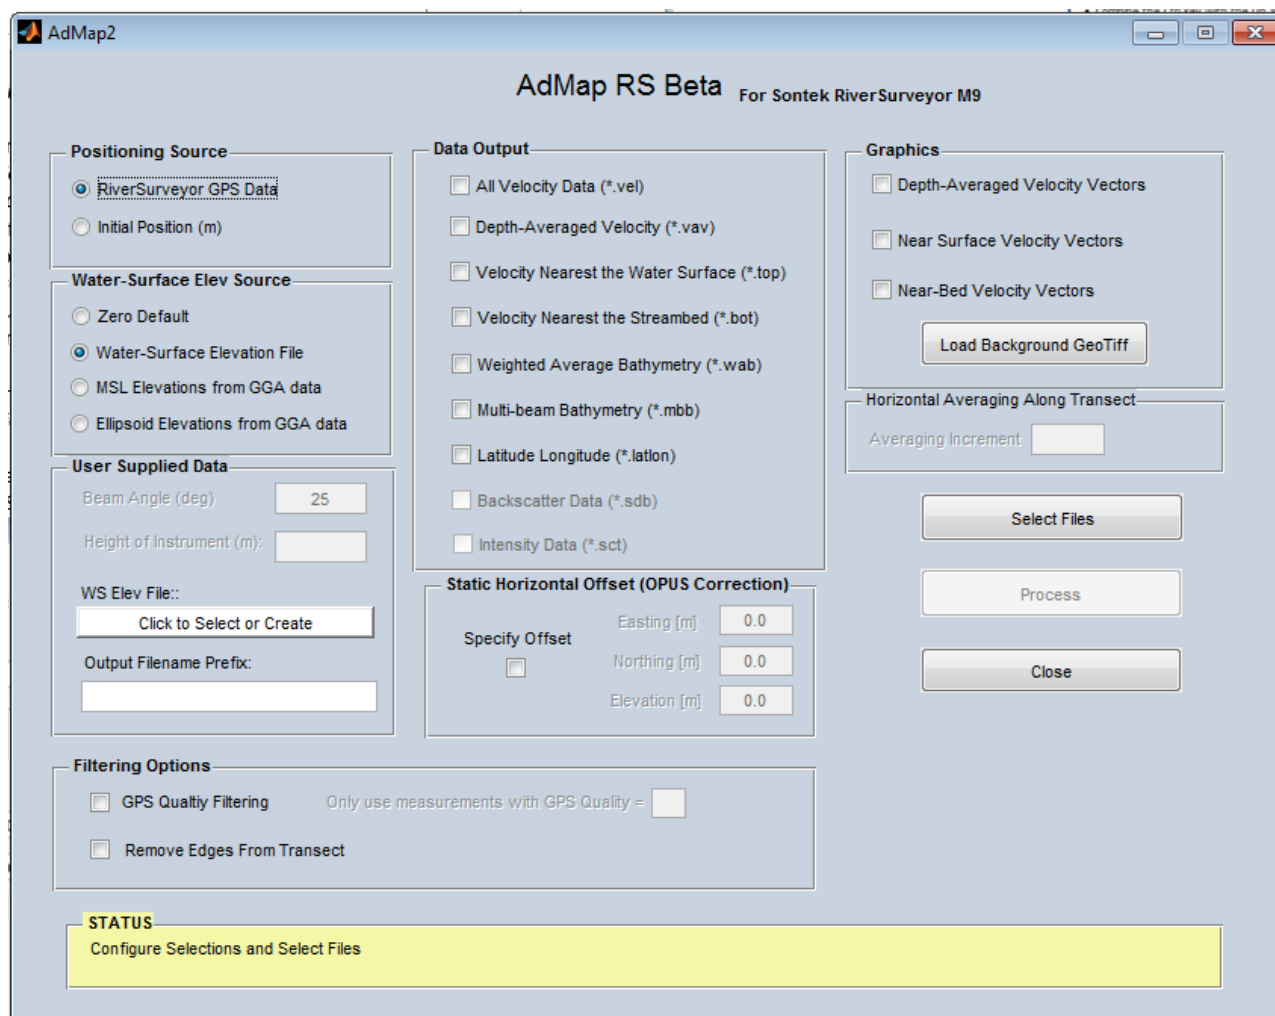 AdMap2
AdMap RS Beta For Sontek RiverSurveyor M9
Positioning Source
RiverSurveyor GPS Data
Initial Position (m)
Water-Surface Elev Source
Zero Default
Water-Surface Elevation File
MSL Elevations from GGA data
Ellipsoid Elevations from GGA data
User Supplied Data
Beam Angle (deg) 25
Height of Instrument (m):
WS Elev File::
Click to Select or Create
Output Filename Prefix:
Data Output
All Velocity Data (*.vel)
Depth-Averaged Velocity (*.vav)
Velocity Nearest the Water Surface (*.top)
Velocity Nearest the Streambed (*.bot)
Weighted Average Bathymetry (*.wab)
Multi-beam Bathymetry (*.mbb)
Latitude Longitude (*.latlon)
Backscatter Data (*.sdb)
Intensity Data (*.sct)
Static Horizontal Offset (OPUS Correction)
Specify Offset
Easting [m] 0.0
Northing [m] 0.0
Elevation [m] 0.0
Graphics
Depth-Averaged Velocity Vectors
Near Surface Velocity Vectors
Near-Bed Velocity Vectors
Load Background GeoTiff
Horizontal Averaging Along Transect
Averaging Increment
Select Files
Process
Close
Filtering Options
GPS Qualtiy Filtering Only use measurements with GPS Quality =
Remove Edges From Transect
STATUS
Configure Selections and Select Files